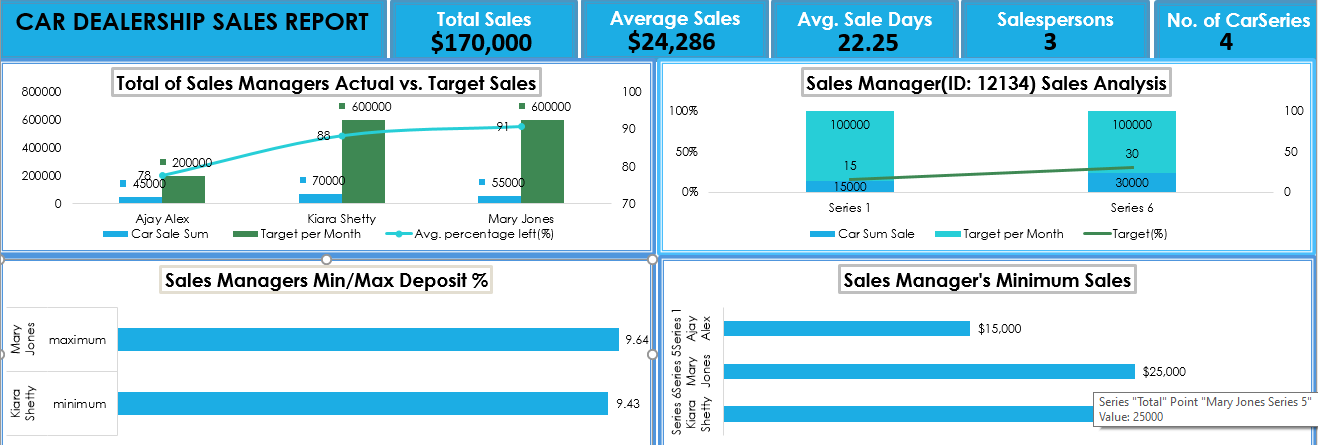 CAR DEALERSHIP SALES REPORT
Total Sales
$170,000
Average Sales
$24,286
Avg. Sale Days
22.25
Salespersons
3
No. of CarSeries
4
Total of Sales Managers Actual vs. Target Sales
800000
600000
400000
200000
0
100
90
80
70
78
45000
200000
88
70000
600000
91
55000
600000
Ajay Alex
Kiara Shetty
Mary Jones
Car Sale Sum
Target per Month
Avg. percentage left(%)
Sales Manager(ID: 12134) Sales Analysis
100%
50%
0%
100
50
0
100000
15
15000
100000
30
30000
Series 1
Series 6
Car Sum Sale
Target per Month
Target(%)
Sales Managers Min/Max Deposit %
Mary
Jones
maximum
9.64
Kiara
Shetty
minimum
9.43
Sales Manager's Minimum Sales
Series 1
Ajay
Alex
$15,000
Series 5
Mary
Jones
$25,000
Series 6
Kiara
Shetty
Series "Total" Point "Mary Jones Series 5"
Value: 25000